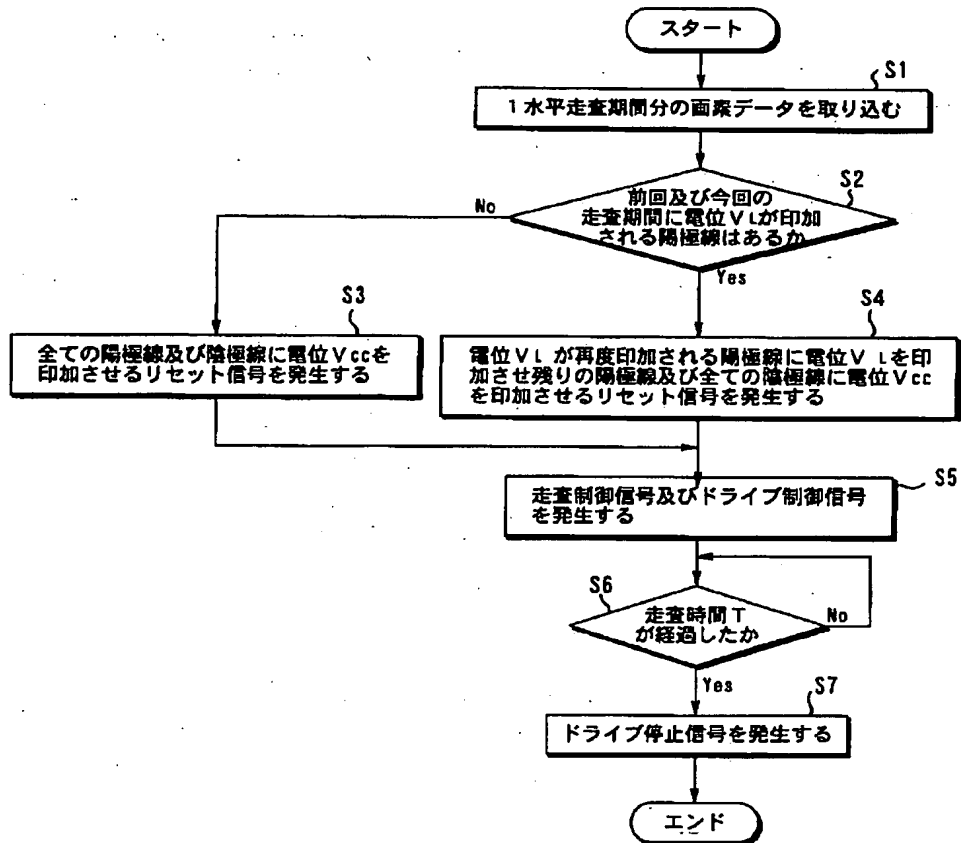 スタート
S1
1水平走査期間分の画素データを取り込む
S2
前回及び今回の
走査期間に電位VLが印加
される陽極線はあるか
No
Yes
S3
全ての陽極線及び陰極線に電位Vccを
印加させるリセット信号を発生する
S4
電位VLが再度印加される陽極線に電位VLを印
加させ残りの陽極線及び全ての陰極線に電位Vcc
を印加させるリセット信号を発生する
S5
走査制御信号及びドライブ制御信号
を発生する
S6
走査時間T
が経過したか
No
Yes
S7
ドライブ停止信号を発生する
エンド